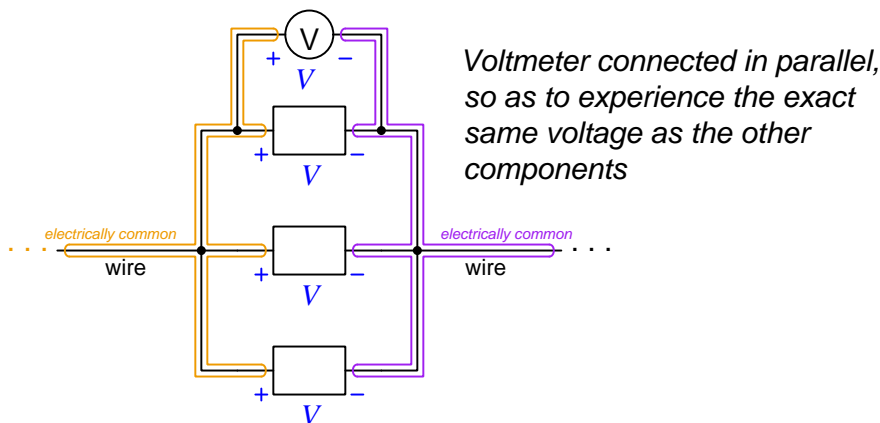 V
+ −
V
Voltmeter connected in parallel,
so as to experience the exact
same voltage as the other
components
+ −
V
electrically common
electrically common
. . .
. . .
wire
wire
+ −
V
+ −
V